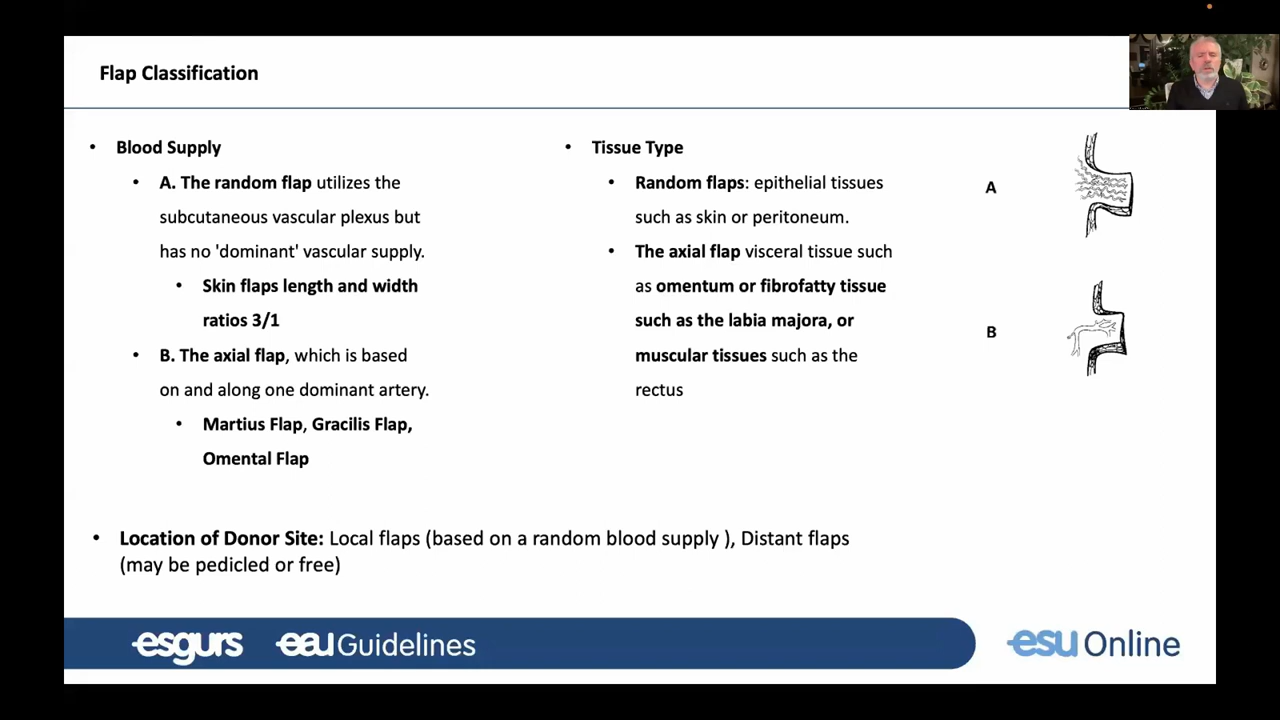 Flap Classification
• Blood Supply
• A. The random flap utilizes the
subcutaneous vascular plexus but
has no 'dominant' vascular supply.
• Skin flaps length and width
ratios 3/1
• B. The axial flap, which is based
on and along one dominant artery.
• Martius Flap, Gracilis Flap,
Omental Flap
• Tissue Type
• Random flaps: epithelial tissues
such as skin or peritoneum.
• The axial flap visceral tissue such
as omentum or fibrofatty tissue
such as the labia majora, or
muscular tissues such as the
rectus
A
B
• Location of Donor Site: Local flaps (based on a random blood supply ), Distant flaps
(may be pedicled or free)
esgurs eau Guidelines
esu Online